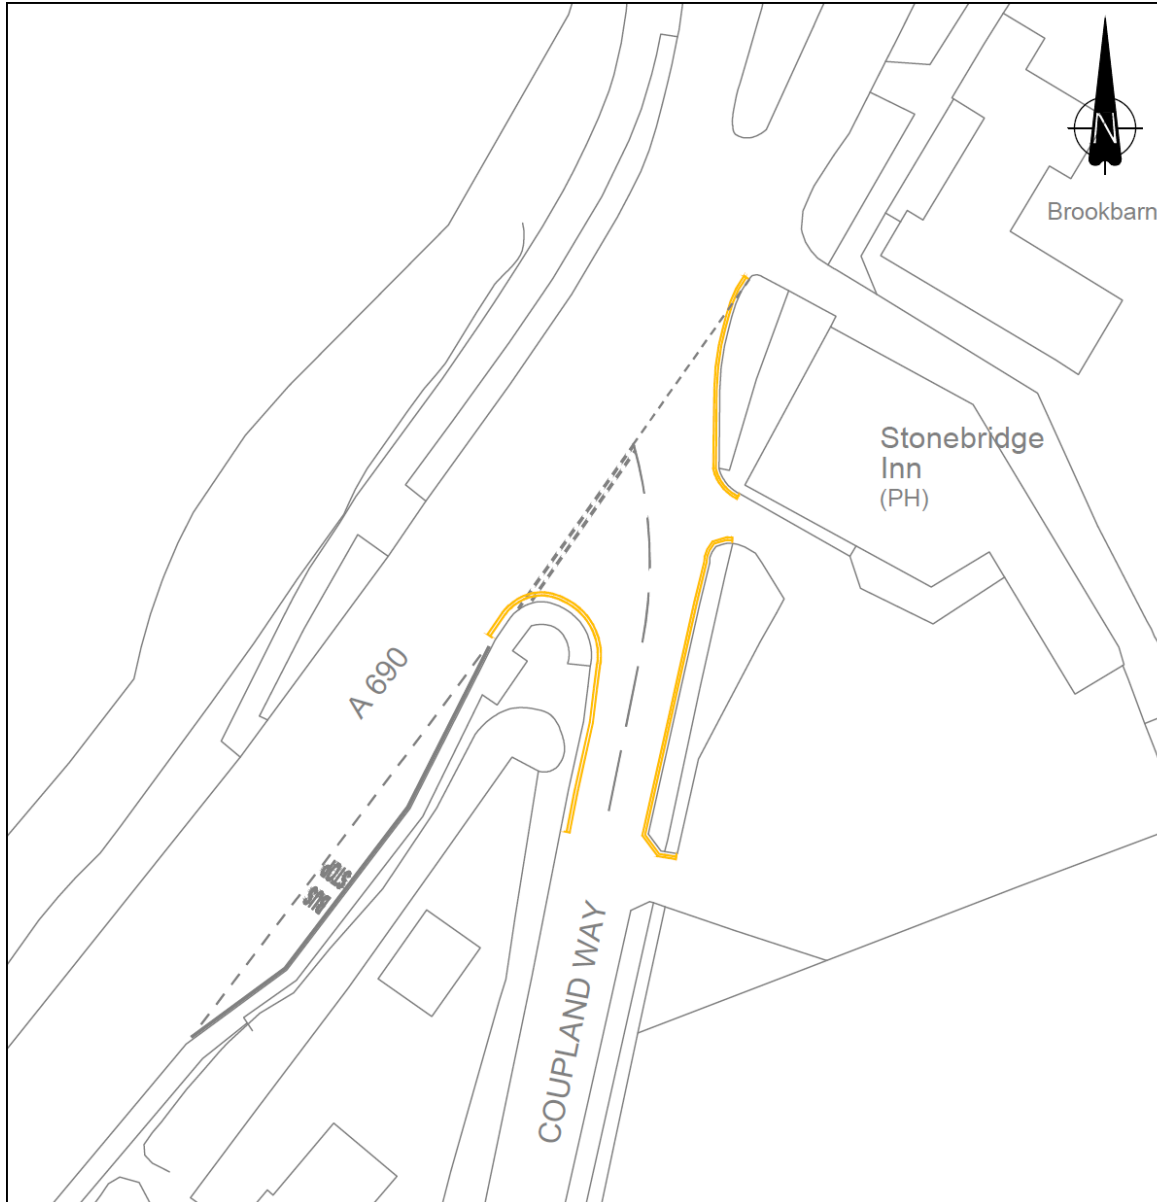 N
Brookbarn
Stonebridge
Inn
(PH)
A 690
BUS
STOP
COUPLAND WAY